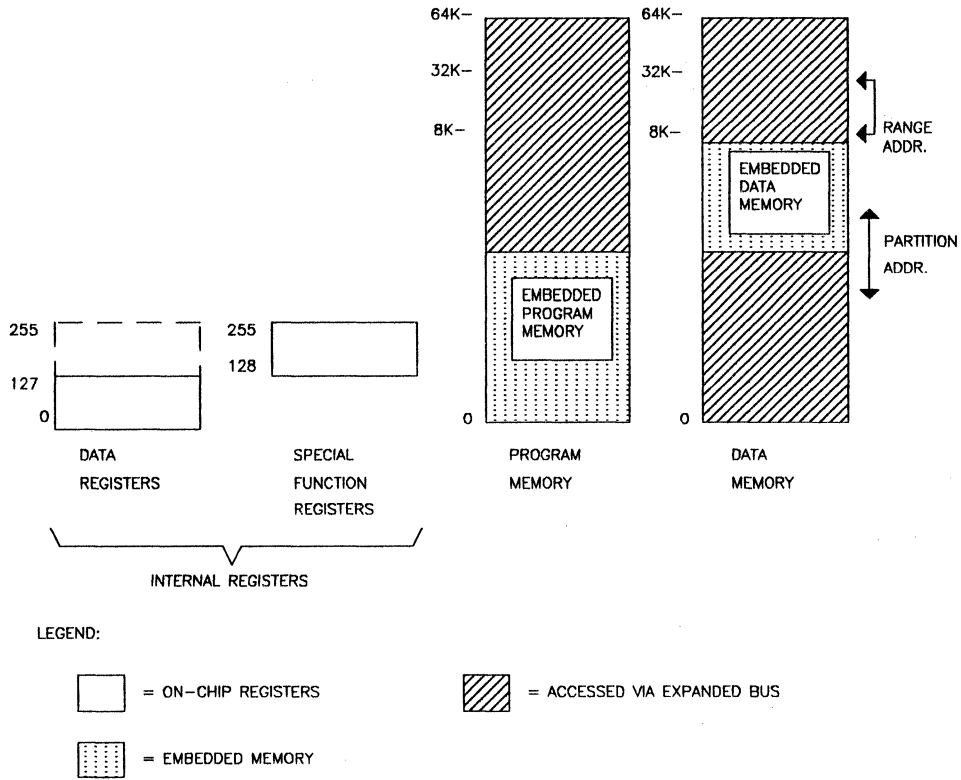 64K-
32K-
8K-
0
64K-
32K-
8K-
0
RANGE
ADDR.
PARTITION
ADDR.
EMBEDDED
DATA
MEMORY
EMBEDDED
PROGRAM
MEMORY
255
127
0
255
128
DATA
REGISTERS
SPECIAL
FUNCTION
REGISTERS
PROGRAM
MEMORY
DATA
MEMORY
INTERNAL REGISTERS
LEGEND:
= ON-CHIP REGISTERS
= ACCESSED VIA EXPANDED BUS
= EMBEDDED MEMORY